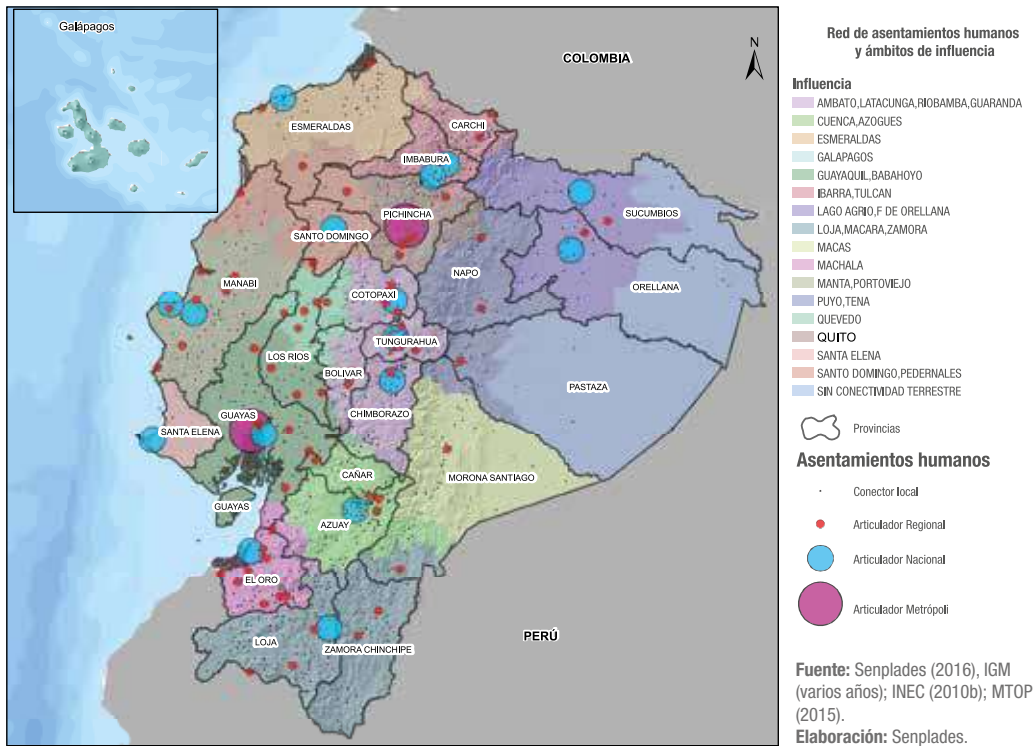 Galápagos
N
COLOMBIA
ESMERALDAS
CARCHI
IMBABURA
PICHINCHA
SUCUMBIOS
SANTO DOMINGO
NAPO
ORELLANA
MANABI
COTOPAXÍ
TUNGURAHUA
LOS RÍOS
BOLIVAR
PASTAZA
CHIMBORAZO
GUAYAS
SANTA ELENA
CAÑAR
MORONA SANTIAGO
GUAYAS
AZUAY
EL ORO
PERÚ
LOJA
ZAMORA CHINCHIPE
Red de asentamientos humanos
y ámbitos de influencia
Influencia
AMBATO,LATACUNGA,RIOBAMBA,GUARANDA
CUENCA,AZOGUES
ESMERALDAS
GALAPAGOS
GUAYAQUIL,BABAHOYO
IBARRA,TULCAN
LAGO AGRIO,F DE ORELLANA
LOJA,MACARA,ZAMORA
MACAS
MACHALA
MANTA,PORTOVIEJO
PUYO,TENA
QUEVEDO
QUITO
SANTA ELENA
SANTO DOMINGO,PEDERNALES
SIN CONECTIVIDAD TERRESTRE
Provincias
Asentamientos humanos
Conector local
Articulador Regional
Articulador Nacional
Articulador Metrópoli
Fuente: Senplades (2016), IGM
(varios años); INEC (2010b); MTOP
(2015).
Elaboración: Senplades.